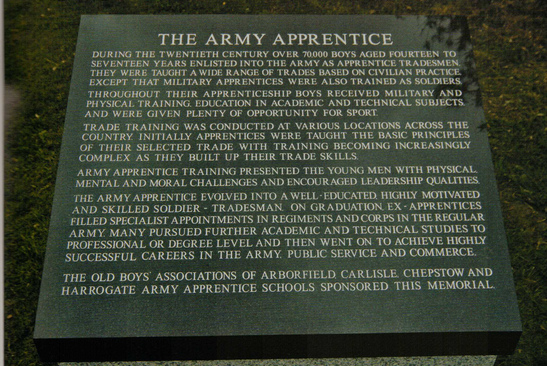 THE ARMY APPRENTICE
DURING THE TWENTIETH CENTURY OVER 70000 BOYS AGED FOURTEEN TO
SEVENTEEN YEARS ENLISTED INTO THE ARMY AS APPRENTICE TRADESMEN.
THEY WERE TAUGHT A WIDE RANGE OF TRADES BASED ON CIVILIAN PRACTICE,
EXCEPT THAT MILITARY APPRENTICES WERE ALSO TRAINED AS SOLDIERS.
THROUGHOUT THEIR APPRENTICESHIP BOYS RECEIVED MILITARY AND
PHYSICAL TRAINING, EDUCATION IN ACADEMIC AND TECHNICAL SUBJECTS,
AND WERE GIVEN PLENTY OF OPPORTUNITY FOR SPORT.
TRADE TRAINING WAS CONDUCTED AT VARIOUS LOCATIONS ACROSS THE
COUNTRY. INITIALLY APPRENTICES WERE TAUGHT THE BASIC PRINCIPLES
OF THEIR SELECTED TRADE WITH TRAINING BECOMING INCREASINGLY
COMPLEX AS THEY BUILT UP THEIR TRADE SKILLS.
ARMY APPRENTICE TRAINING PRESENTED THE YOUNG MEN WITH PHYSICAL,
MENTAL AND MORAL CHALLENGES AND ENCOURAGED LEADERSHIP QUALITIES.
THE ARMY APPRENTICE EVOLVED INTO A WELL-EDUCATED, HIGHLY MOTIVATED
AND SKILLED SOLDIER - TRADESMAN. ON GRADUATION, EX-APPRENTICES
FILLED SPECIALIST APPOINTMENTS IN REGIMENTS AND CORPS IN THE REGULAR
ARMY. MANY PURSUED FURTHER ACADEMIC AND TECHNICAL STUDIES TO
PROFESSIONAL OR DEGREE LEVEL AND THEN WENT ON TO ACHIEVE HIGHLY
SUCCESSFUL CAREERS IN THE ARMY, PUBLIC SERVICE AND COMMERCE.
THE OLD BOYS' ASSOCIATIONS OF ARBORFIELD, CARLISLE, CHEPSTOW AND
HARROGATE ARMY APPRENTICE SCHOOLS SPONSORED THIS MEMORIAL.